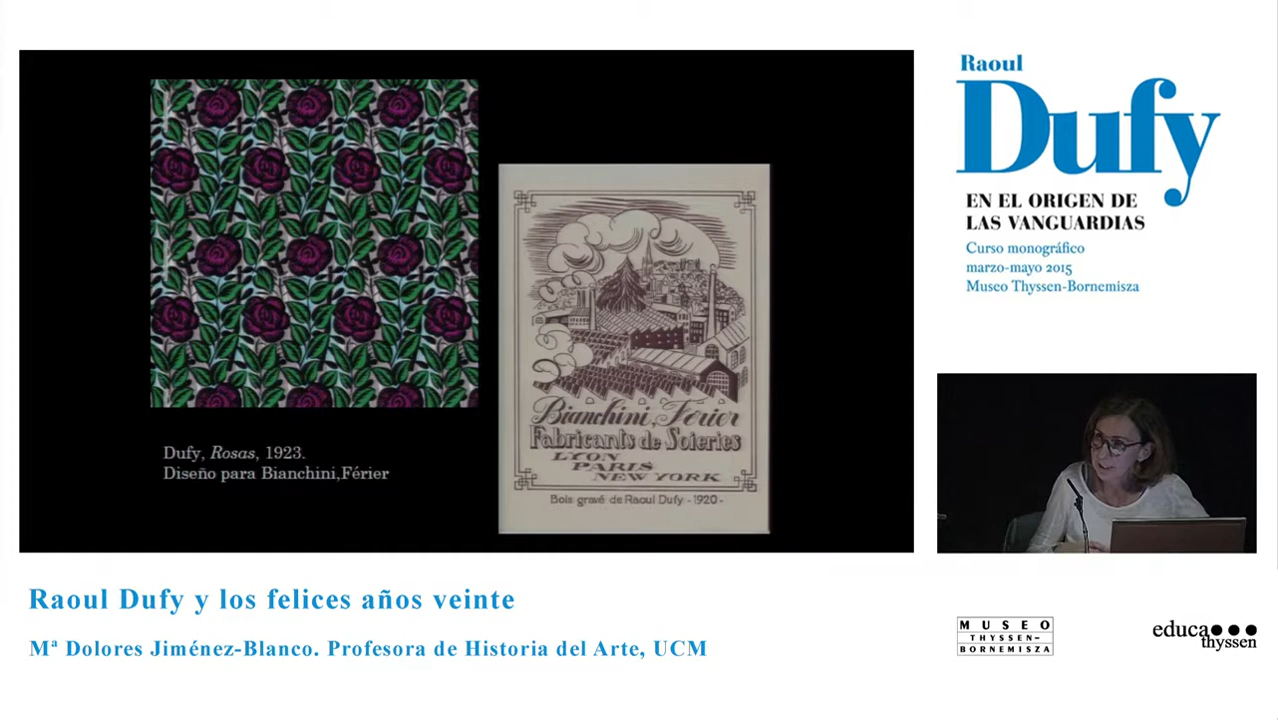 Dufy, Rosas, 1923.
Diseño para Bianchini,Férier
Bianchini, Férier
Fabricants de Soieries
LYON
PARIS
NEW YORK
Bois gravé de Raoul Dufy - 1920 -
Raoul
Dufy
EN EL ORIGEN DE
LAS VANGUARDIAS
Curso monográfico
marzo-mayo 2015
Museo Thyssen-Bornemisza
Raoul Dufy y los felices años veinte
Mª Dolores Jiménez-Blanco. Profesora de Historia del Arte, UCM
MUSEO
THYSSEN-
BORNEMISZA
educa
thyssen